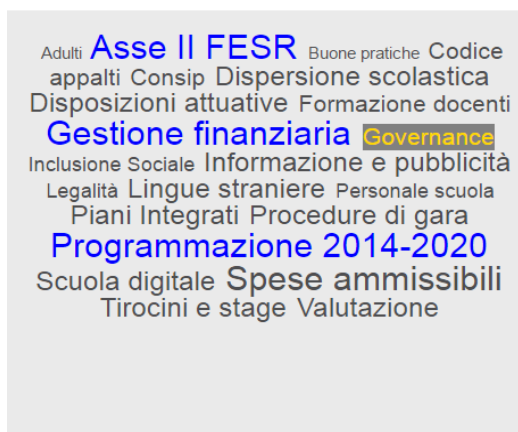 Adulti Asse II FESR Buone pratiche Codice
appalti Consip Dispersione scolastica
Disposizioni attuative Formazione docenti
Gestione finanziaria Governance
Inclusione Sociale Informazione e pubblicità
Legalità Lingue straniere Personale scuola
Piani Integrati Procedure di gara
Programmazione 2014-2020
Scuola digitale Spese ammissibili
Tirocini e stage Valutazione